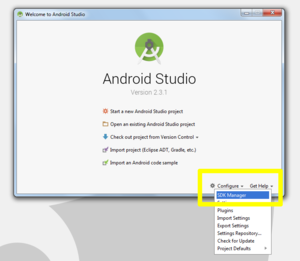 Welcome to Android Studio
Android Studio
Version 2.3.1
Start a new Android Studio project
Open an existing Android Studio project
Check out project from Version Control
Import project (Eclipse ADT, Gradle, etc.)
Import an Android code sample
Configure Get Help
SDK Manager
Plugins
Import Settings
Export Settings
Settings Repository...
Check for Update
Project Defaults